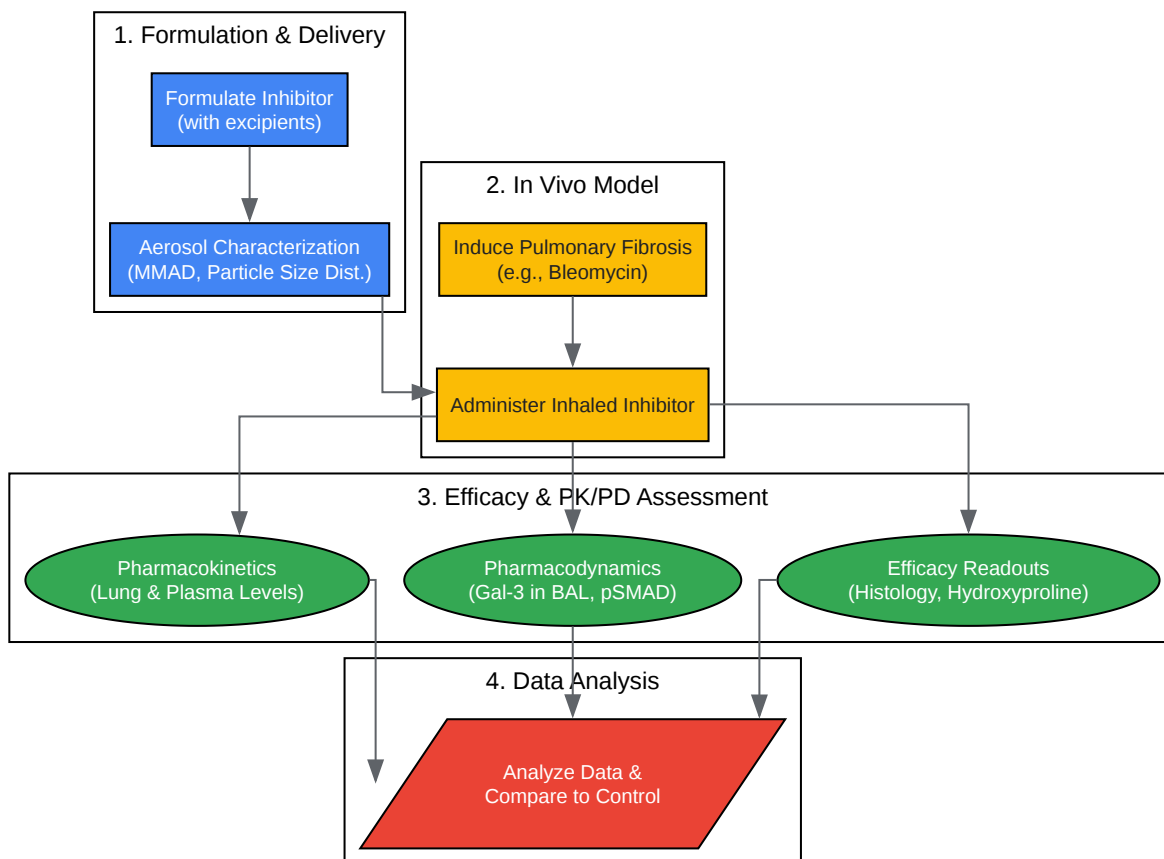 1. Formulation & Delivery
Formulate Inhibitor
(with excipients)
Aerosol Characterization
(MMAD, Particle Size Dist.)
2. In Vivo Model
Induce Pulmonary Fibrosis
(e.g., Bleomycin)
Administer Inhaled Inhibitor
3. Efficacy & PK/PD Assessment
Pharmacokinetics
(Lung & Plasma Levels)
Pharmacodynamics
(Gal-3 in BAL, pSMAD)
Efficacy Readouts
(Histology, Hydroxyproline)
4. Data Analysis
Analyze Data &
Compare to Control